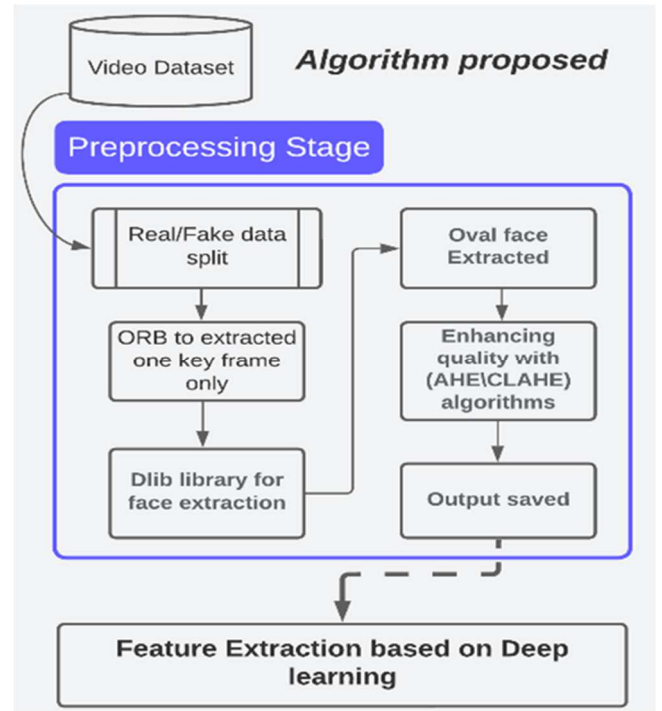 Video Dataset
Algorithm proposed
Preprocessing Stage
Real/Fake data
split
ORB to extracted
one key frame
only
Dlib library for
face extraction
Oval face
Extracted
Enhancing
quality with
(AHE\CLAHE)
algorithms
Output saved
Feature Extraction based on Deep
learning